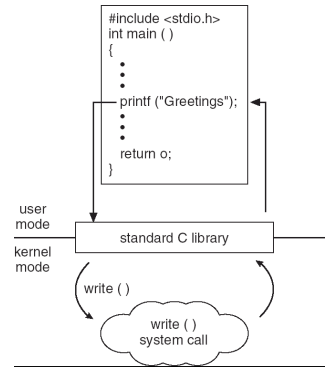 #include <stdio.h>
int main ( )
{
•
•
•
printf ("Greetings");
•
•
•
return o;
}
user
mode
standard C library
kernel
mode
write ( )
write ( )
system call